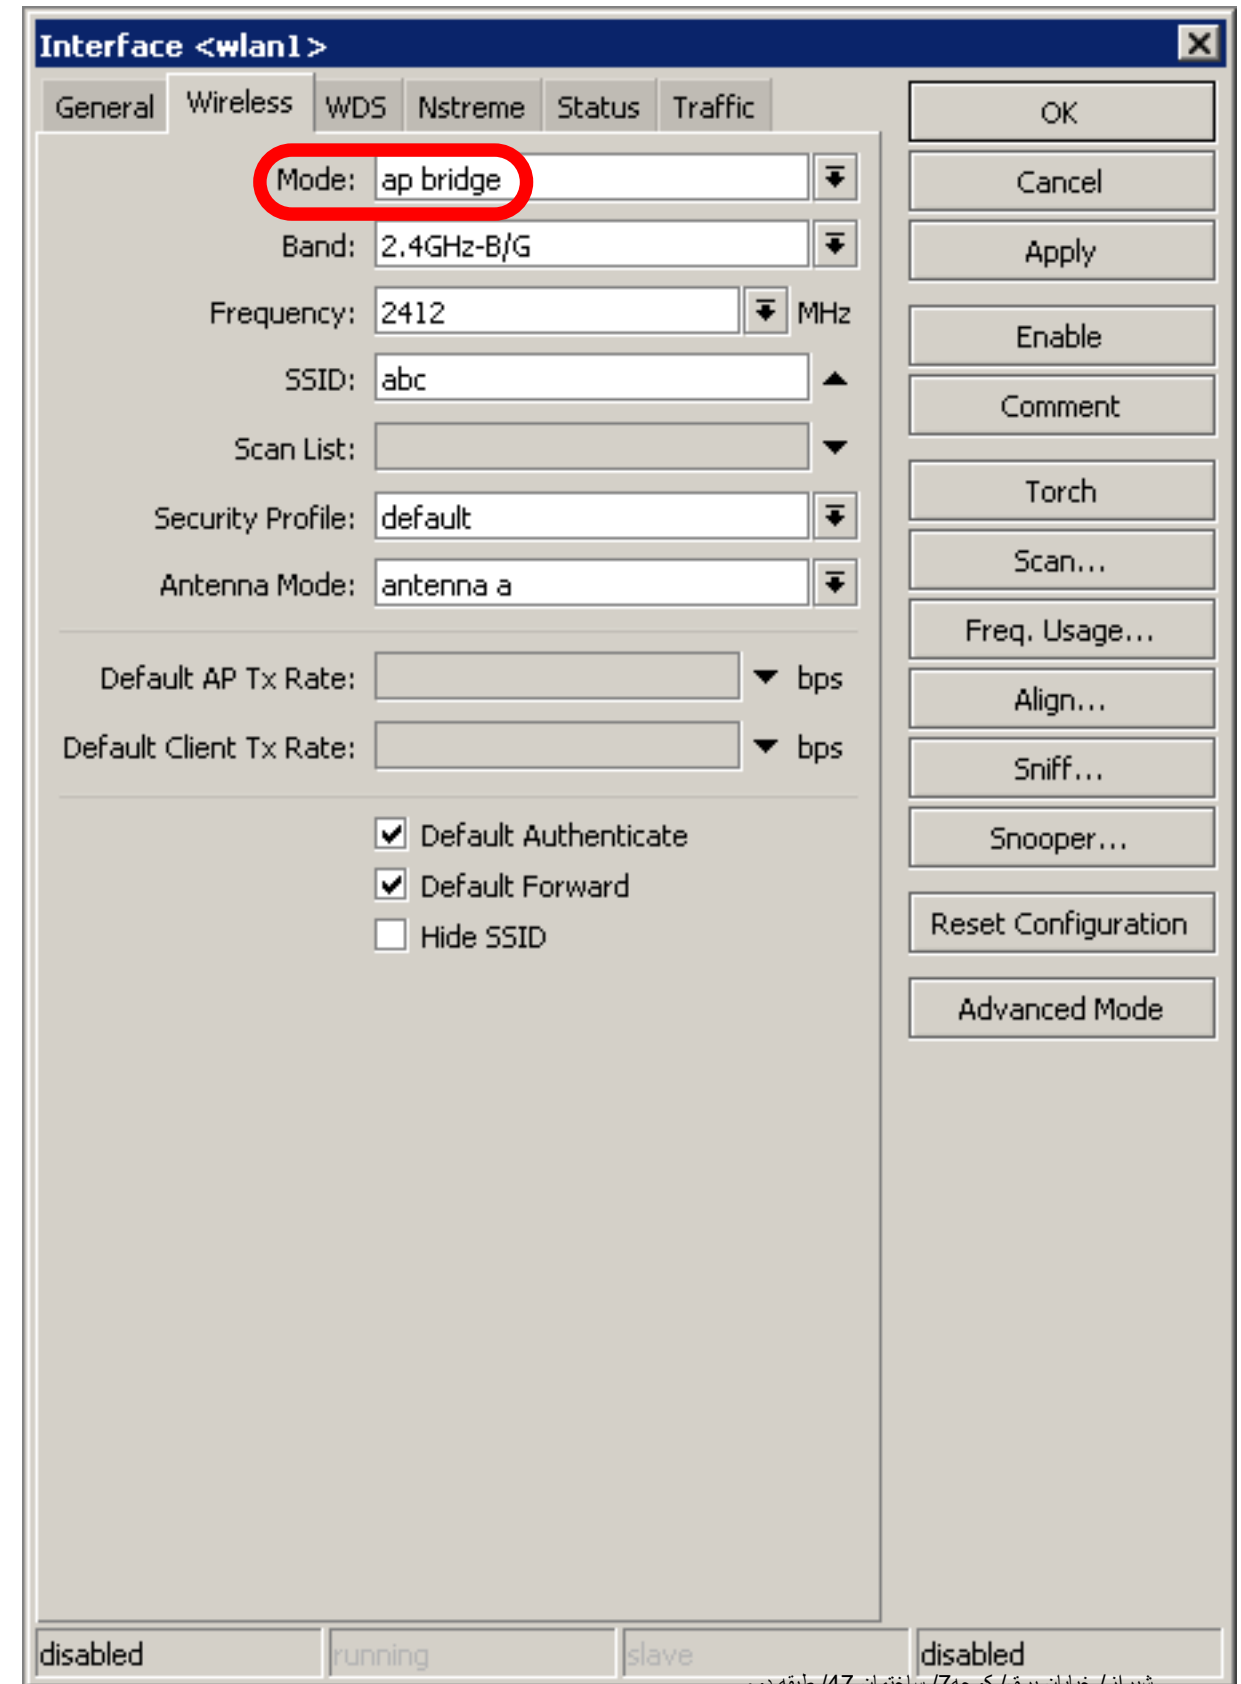 Interface <wlan1>
General Wireless WDS Nstreme Status Traffic
Mode: ap bridge
Band: 2.4GHz-B/G
Frequency: 2412 MHz
SSID: abc
Scan List:
Security Profile: default
Antenna Mode: antenna a
Default AP Tx Rate: bps
Default Client Tx Rate: bps
Default Authenticate
Default Forward
Hide SSID
OK
Cancel
Apply
Enable
Comment
Torch
Scan...
Freq. Usage...
Align...
Sniff...
Snooper...
Reset Configuration
Advanced Mode
disabled running slave disabled